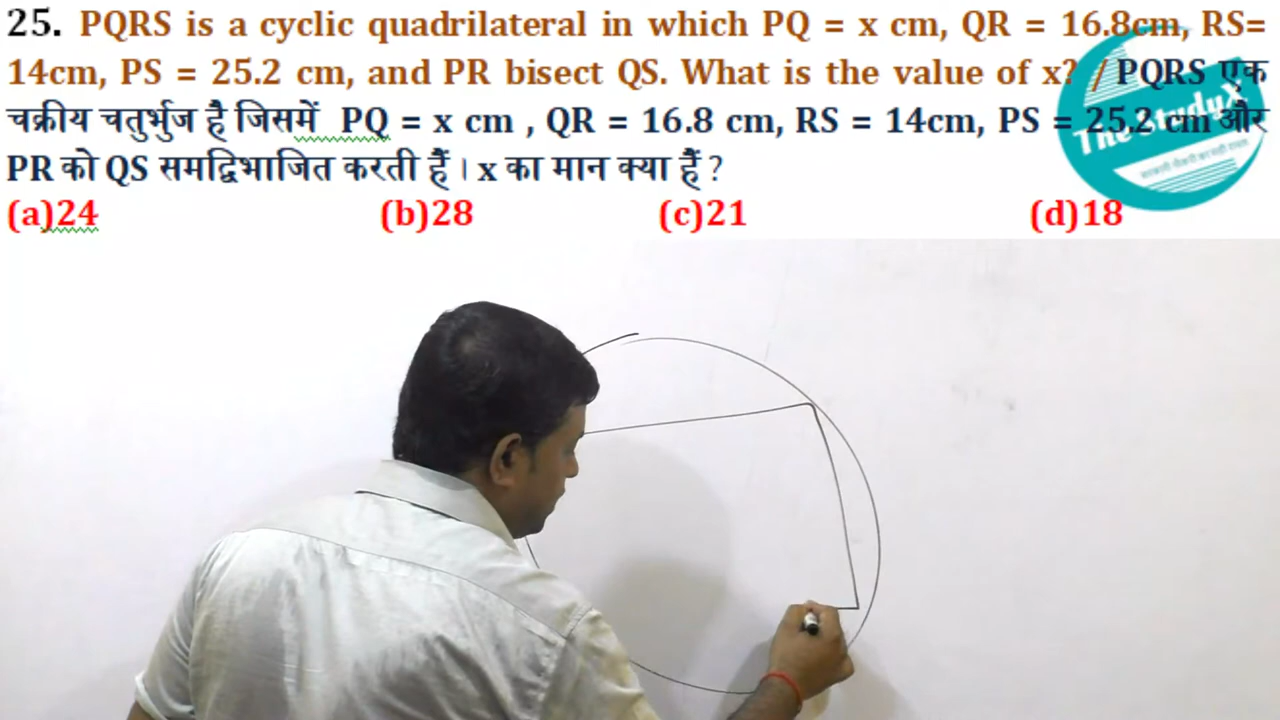 25. PQRS is a cyclic quadrilateral in which PQ = x cm, QR = 16.8cm, RS=
14cm, PS = 25.2 cm, and PR bisect QS. What is the value of x? / PQRS एक
चक्रीय चतुर्भुज है जिसमें PQ = x cm , QR = 16.8 cm, RS = 14cm, PS = 25.2 cm और
PR को QS समद्विभाजित करती हैं । x का मान क्या हैं ?
(a)24 (b)28 (c)21 (d)18
The StudyX